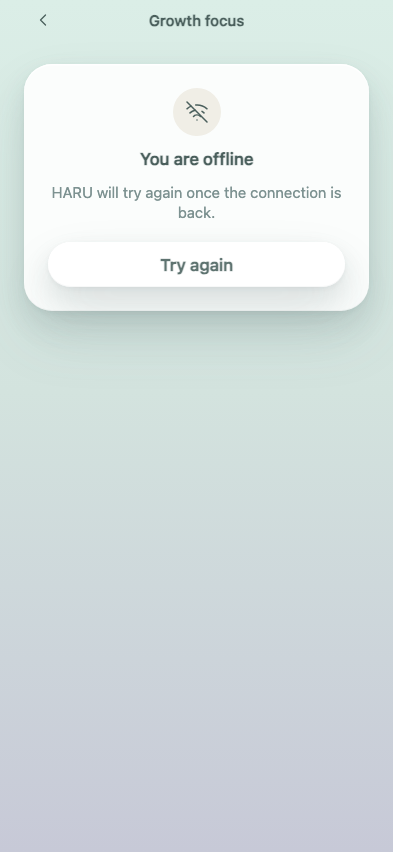 Growth focus
You are offline
HARU will try again once the connection is
back.
Try again